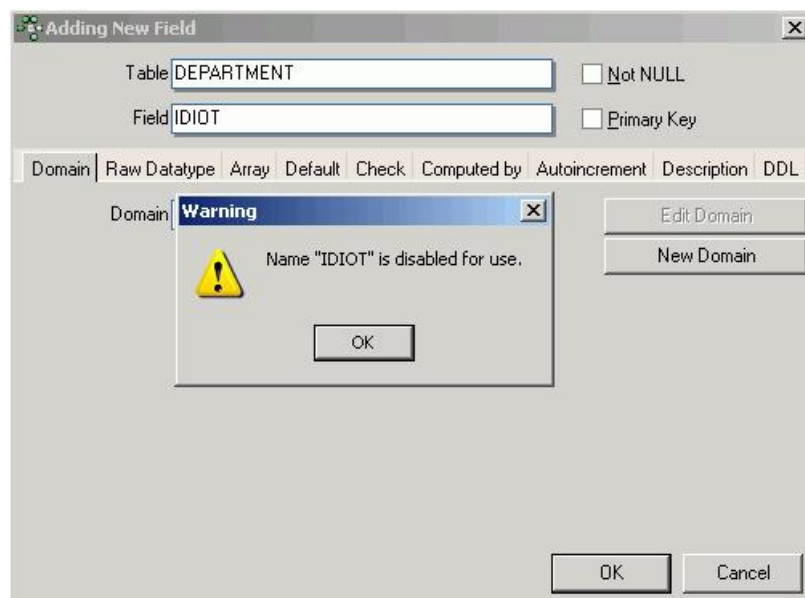 Adding New Field
Table DEPARTMENT Not NULL
Field IDIOT Primary Key
Domain Raw Datatype Array Default Check Computed by Autoincrement Description DDL
Domain
Edit Domain
New Domain
Warning
Name "IDIOT" is disabled for use.
OK
OK Cancel